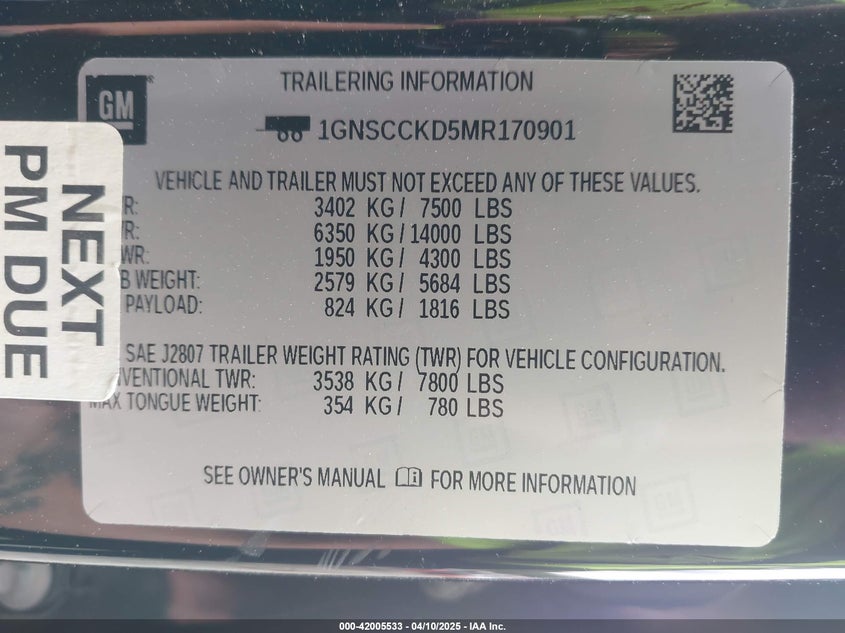 TRAILERING INFORMATION
GM
1GNSCCKD5MR170901
VEHICLE AND TRAILER MUST NOT EXCEED ANY OF THESE VALUES.
R: 3402 KG/ 7500 LBS
R: 6350 KG/14000 LBS
WR: 1950 KG/ 4300 LBS
B WEIGHT: 2579 KG/ 5684 LBS
PAYLOAD: 824 KG/ 1816 LBS
SAE J2807 TRAILER WEIGHT RATING (TWR) FOR VEHICLE CONFIGURATION.
VENTIONAL TWR: 3538 KG/ 7800 LBS
MAX TONGUE WEIGHT: 354 KG/ 780 LBS
SEE OWNER'S MANUAL FOR MORE INFORMATION
NEXT
PM DUE
000-42005533 - 04/10/2025 - IAA Inc.